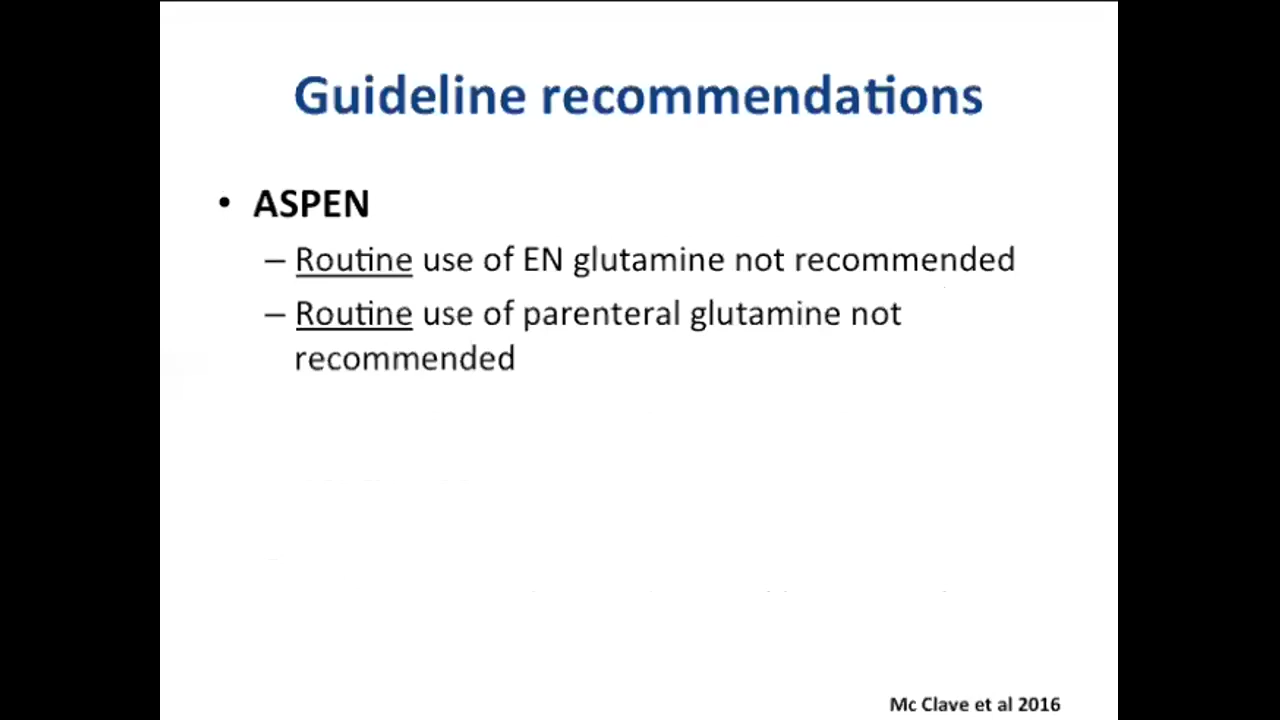 Guideline recommendations
• ASPEN
– Routine use of EN glutamine not recommended
– Routine use of parenteral glutamine not
recommended
Mc Clave et al 2016